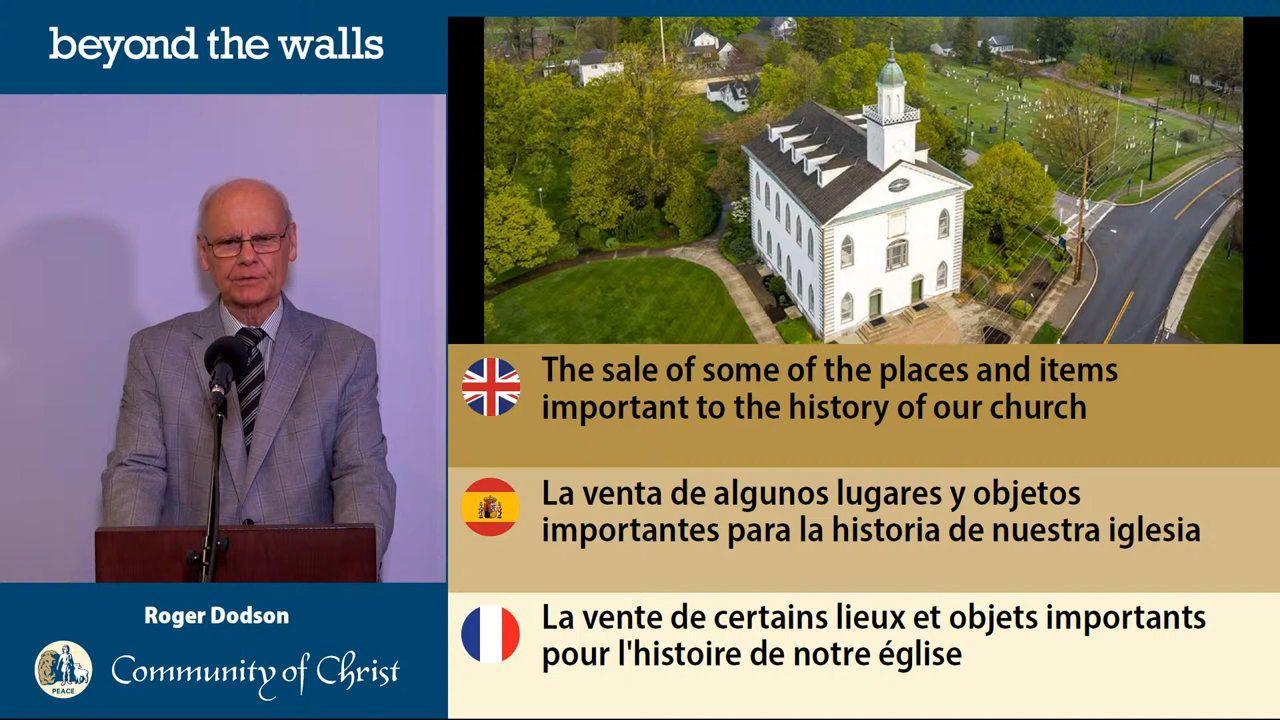 beyond the walls
The sale of some of the places and items
important to the history of our church
La venta de algunos lugares y objetos
importantes para la historia de nuestra iglesia
La vente de certains lieux et objets importants
pour l'histoire de notre église
Roger Dodson
PEACE
Community of Christ